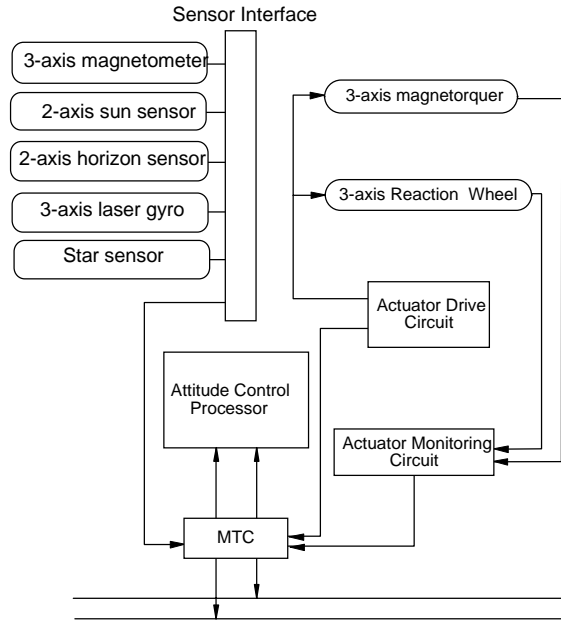 Sensor Interface
3-axis magnetometer
2-axis sun sensor
2-axis horizon sensor
3-axis laser gyro
Star sensor
3-axis magnetorquer
3-axis Reaction Wheel
Actuator Drive
Circuit
Attitude Control
Processor
Actuator Monitoring
Circuit
MTC